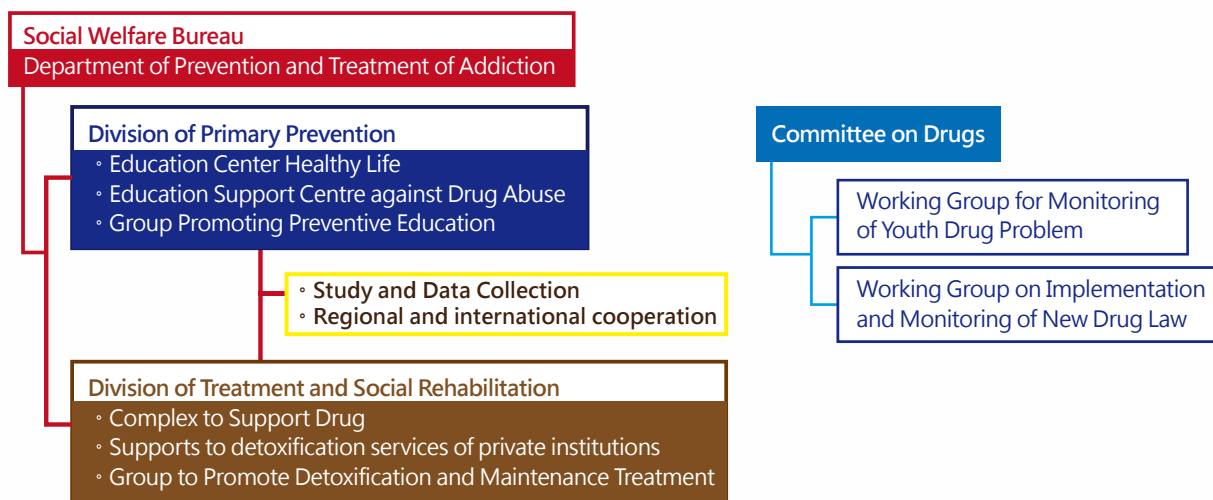 Social Welfare Bureau
Department of Prevention and Treatment of Addiction
Division of Primary Prevention
◦ Education Center Healthy Life
◦ Education Support Centre against Drug Abuse
◦ Group Promoting Preventive Education
◦ Study and Data Collection
◦ Regional and international cooperation
Division of Treatment and Social Rehabilitation
◦ Complex to Support Drug
◦ Supports to detoxification services of private institutions
◦ Group to Promote Detoxification and Maintenance Treatment
Committee on Drugs
Working Group for Monitoring
of Youth Drug Problem
Working Group on Implementation
and Monitoring of New Drug Law